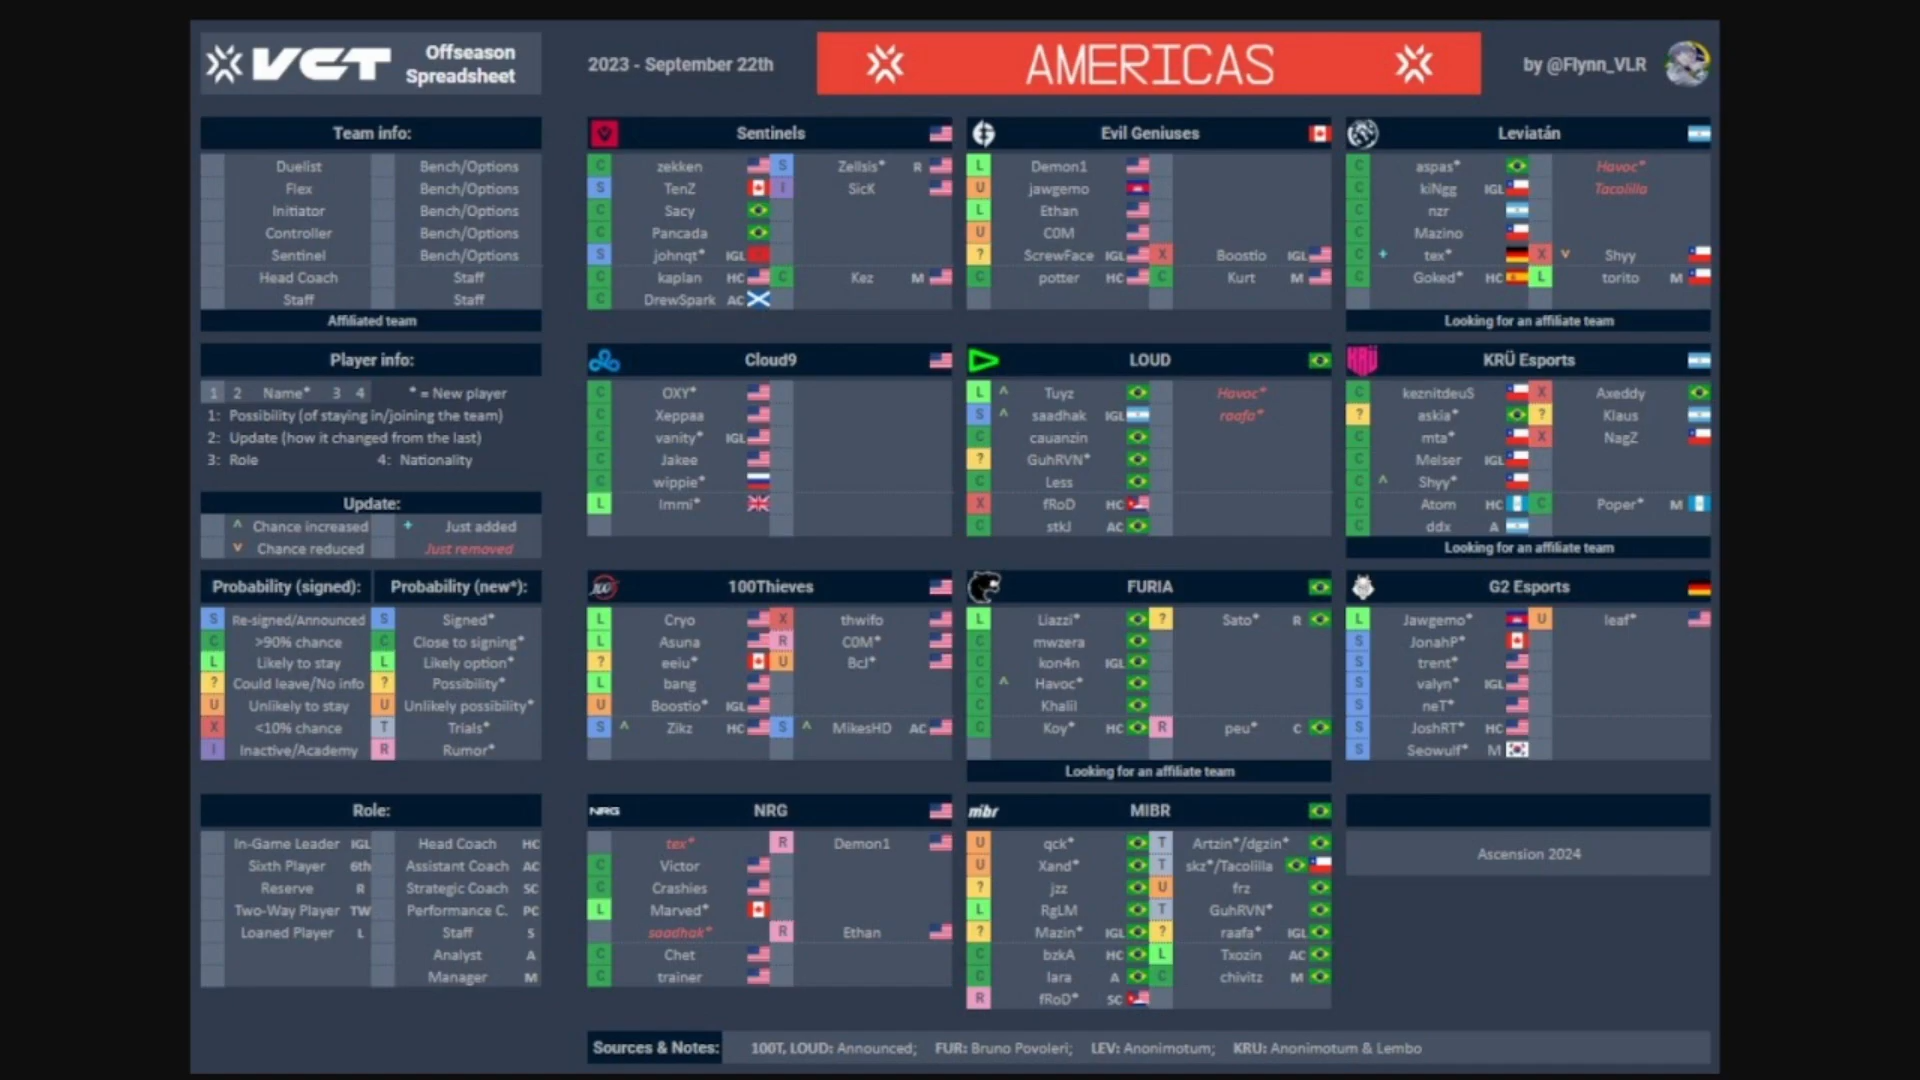 VCT Offseason Spreadsheet
2023 - September 22th
AMERICAS
by @Flynn_VLR
Team info:
Duelist Bench/Options
Flex Bench/Options
Initiator Bench/Options
Controller Bench/Options
Sentinel Bench/Options
Head Coach Staff
Staff Staff
Affiliated team
Player info:
1 2 Name* 3 4 * = New player
1: Possibility (of staying in/joining the team)
2: Update (how it changed from the last)
3: Role 4: Nationality
Update:
^ Chance increased + Just added
v Chance reduced Just removed
Probability (signed): Probability (new*):
S Re-signed/Announced S Signed*
C >90% chance C Close to signing*
L Likely to stay L Likely option*
? Could leave/No info ? Possibility*
U Unlikely to stay U Unlikely possibility*
X <10% chance T Trials*
I Inactive/Academy R Rumor*
Role:
In-Game Leader IGL Head Coach HC
Sixth Player 6th Assistant Coach AC
Reserve R Strategic Coach SC
Two-Way Player TW Performance C. PC
Loaned Player L Staff S
Analyst A
Manager M
Sentinels
C zekken S Zellsis* R
S TenZ I SicK
C Sacy
C Pancada
S johnqt* IGL
C kaplan HC C Kez M
C DrewSpark AC
Evil Geniuses
L Demon1
U jawgemo
L Ethan
U C0M
? ScrewFace IGL X Boostio IGL
C potter HC C Kurt M
Leviatán
C aspas* Havoc*
C kiNgg IGL Tacolilla
C nzr
C Mazino
C + tex* X v Shyy
C Goked* HC L torito M
Looking for an affiliate team
Cloud9
C OXY*
C Xeppaa
C vanity* IGL
C Jakee
C wippie*
L Immi*
LOUD
L ^ Tuyz Havoc*
S ^ saadhak IGL raafa*
C cauanzin
? GuhRVN*
C Less
X fRoD HC
C stkJ AC
KRÜ Esports
C keznitdeuS X Axeddy
? askia* ? Klaus
C mta* X NagZ
C Melser IGL
C ^ Shyy*
C Atom HC C Poper* M
C ddx A
Looking for an affiliate team
100Thieves
L Cryo X thwifo
L Asuna R C0M*
? eeiu* U BcJ*
L bang
U Boostio* IGL
S ^ Zikz HC S ^ MikesHD AC
FURIA
L Liazzi* ? Sato* R
C mwzera
C kon4n IGL
C ^ Havoc*
C Khalil
C Koy* HC R peu* C
Looking for an affiliate team
G2 Esports
L Jawgemo* U leaf*
S JonahP*
S trent*
S valyn* IGL
S neT*
S JoshRT* HC
S Seowulf* M
NRG NRG
tex* R Demon1
C Victor
C Crashies
L Marved*
saadhak* R Ethan
C Chet
C trainer
mibr MIBR
U qck* T Artzin*/dgzin*
U Xand* T skz*/Tacolilla
? jzz U frz
L RgLM T GuhRVN*
? Mazin* IGL ? raafa* IGL
C bzkA HC L Txozin AC
C lara A C chivitz M
R fRoD* SC
Ascension 2024
Sources & Notes: 100T, LOUD: Announced; FUR: Bruno Povoleri; LEV: Anonimotum; KRU: Anonimotum & Lembo